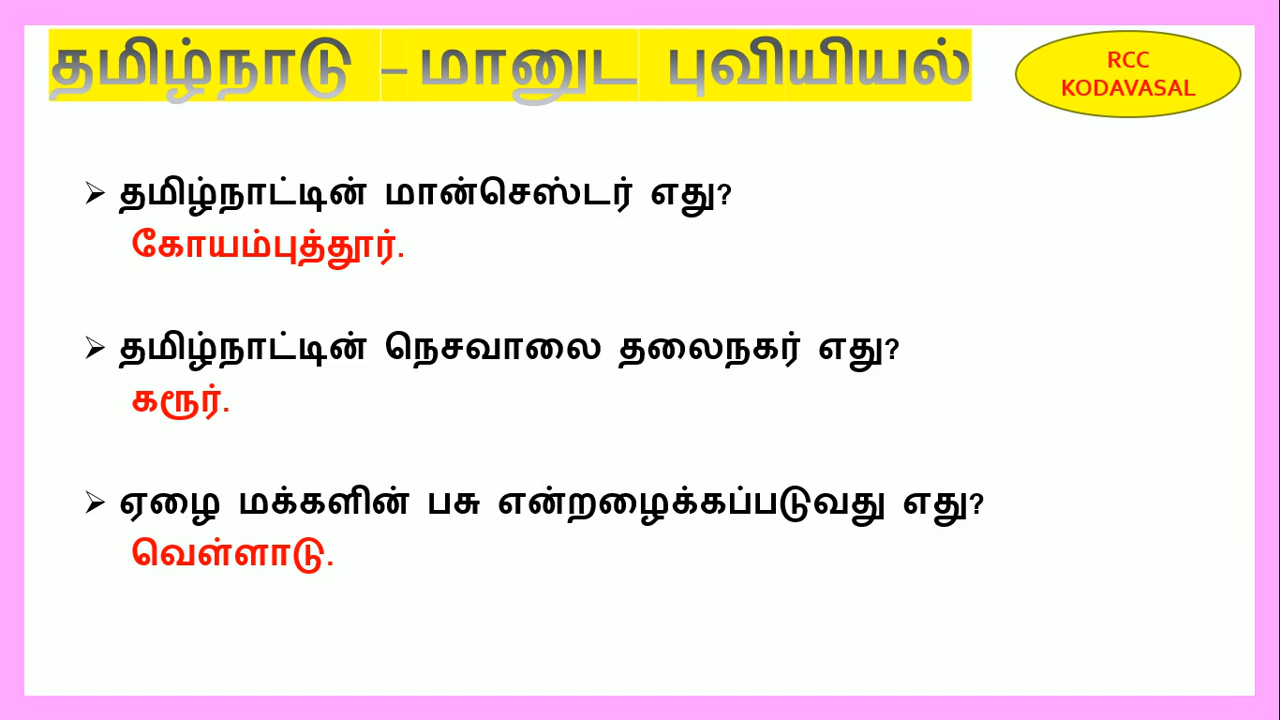 தமிழ்நாடு – மானுட புவியியல்
RCC
KODAVASAL
➢ தமிழ்நாட்டின் மான்செஸ்டர் எது?
கோயம்புத்தூர்.
➢ தமிழ்நாட்டின் நெசவாலை தலைநகர் எது?
கரூர்.
➢ ஏழை மக்களின் பசு என்றழைக்கப்படுவது எது?
வெள்ளாடு.